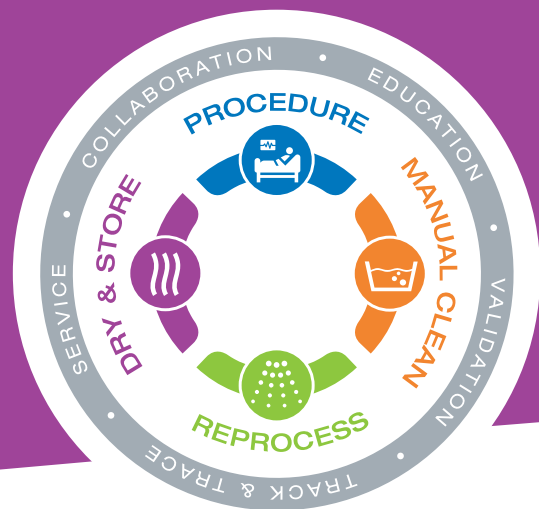 COLLABORATION • EDUCATION • VALIDATION • TRACK & TRACE • SERVICE •
PROCEDURE
MANUAL CLEAN
REPROCESS
DRY & STORE